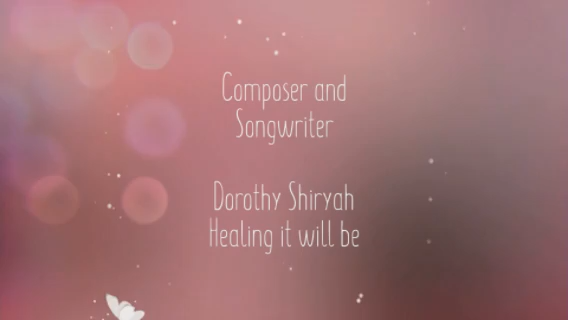 Composer and
Songwriter
Dorothy Shiryah
Healing it will be